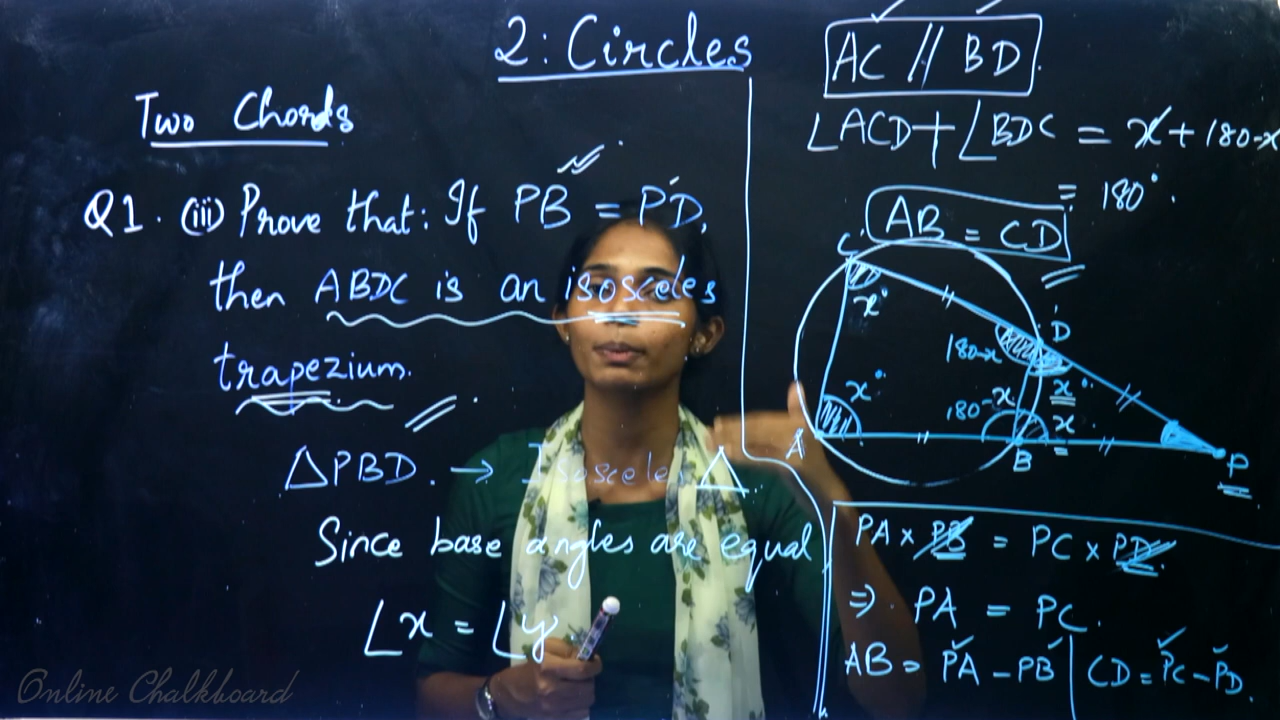 2: Circles
Two Chords
Q1. (iii) Prove that: If PB = PD,
then ABDC is an isosceles
trapezium.
△PBD. → Isosceles △.
Since base angles are equal
∠x = ∠y
AC // BD.
∠ACD + ∠BDC = x + 180-x
= 180°.
AB = CD
C
D
x°
180-x
x°
x°
180-x
x
A
B
P
PA × PB = PC × PD.
⇒ PA = PC.
AB = PA - PB | CD = PC - PD.
Online Chalkboard